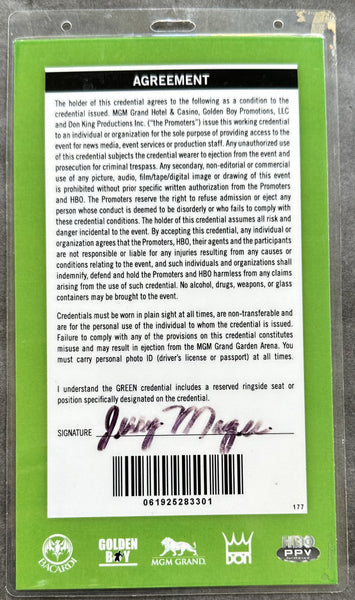 AGREEMENT
The holder of this credential agrees to the following as a condition to the
credential issued. MGM Grand Hotel & Casino, Golden Boy Promotions, LLC
and Don King Productions Inc. ("the Promoters") issue this working credential
to an individual or organization for the sole purpose of providing access to the
event for news media, event services or production staff. Any unauthorized use
of this credential subjects the credential wearer to ejection from the event and
prosecution for criminal trespass. Any secondary, non-editorial or commercial
use of any picture, audio, film/tape/digital image or drawing of this event
is prohibited without prior specific written authorization from the Promoters
and HBO. The Promoters reserve the right to refuse admission or eject any
person whose conduct is deemed to be disorderly or who fails to comply with
these credential conditions. The holder of this credential assumes all risk and
danger incidental to the event. By accepting this credential, any individual or
organization agrees that the Promoters, HBO, their agents and the participants
are not responsible or liable for any injuries resulting from any causes or
conditions relating to the event, and such individuals and organizations shall
indemnify, defend and hold the Promoters and HBO harmless from any claims
arising from the use of such credential. No alcohol, drugs, weapons, or glass
containers may be brought to the event.
Credentials must be worn in plain sight at all times, are non-transferable and
are for the personal use of the individual to whom the credential is issued.
Failure to comply with any of the provisions on this credential constitutes
misuse and may result in ejection from the MGM Grand Garden Arena. You
must carry personal photo ID (driver's license or passport) at all times.
I understand the GREEN credential includes a reserved ringside seat or
position specifically designated on the credential.
SIGNATURE Jerry Magee
061925283301
177
BACARDI
GOLDEN
BOY
MGM GRAND
DON
HBO
PPV